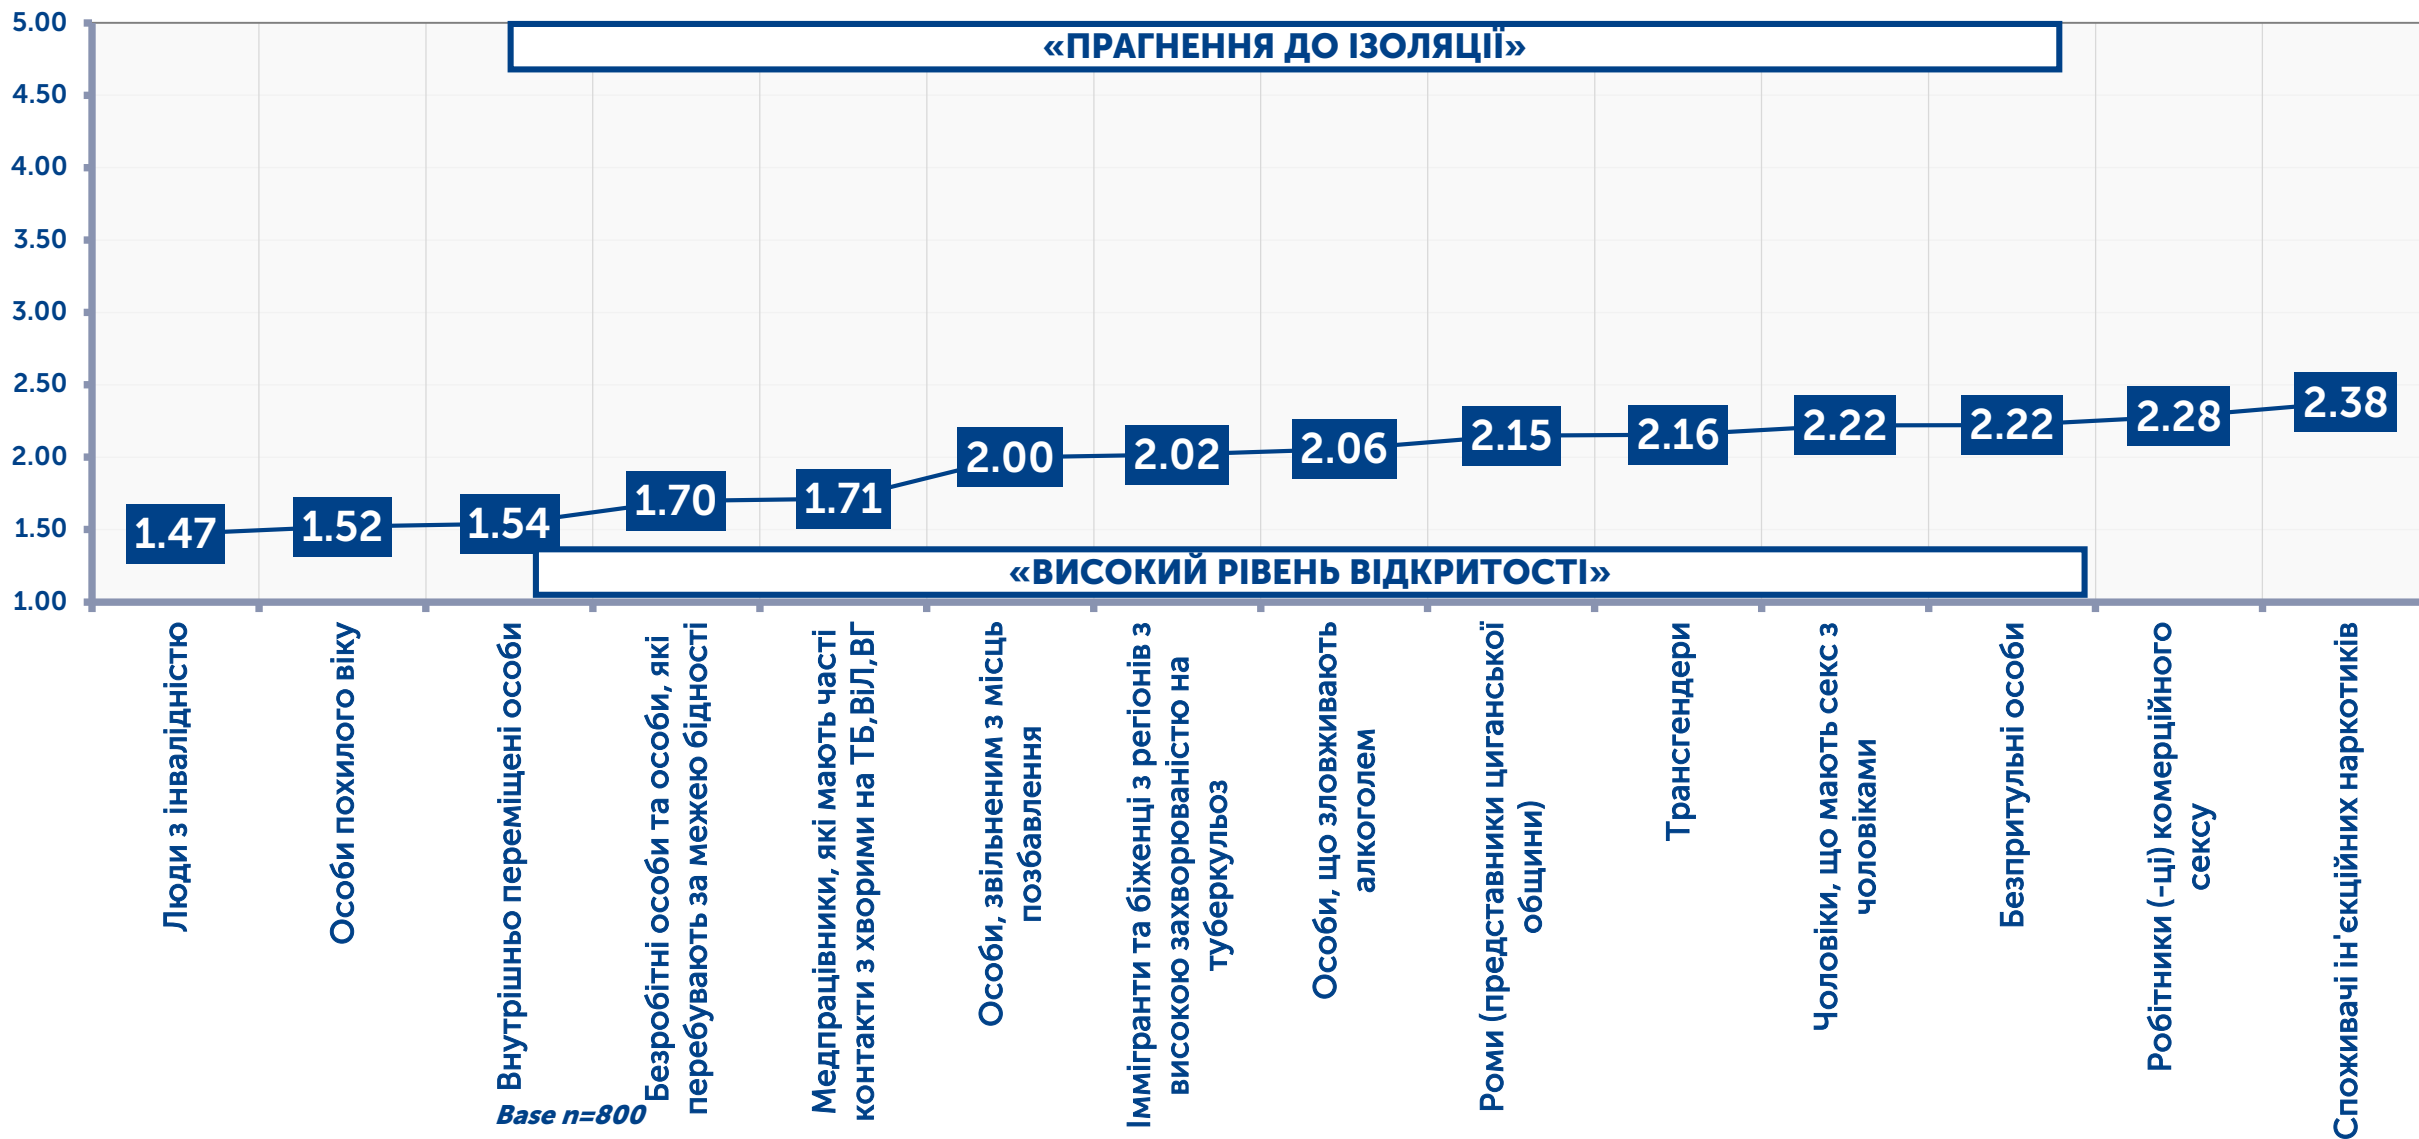 5.00
4.50
4.00
3.50
3.00
2.50
2.00
1.50
1.00
«ПРАГНЕННЯ ДО ІЗОЛЯЦІЇ»
1.47
1.52
1.54
1.70
1.71
2.00
2.02
2.06
2.15
2.16
2.22
2.22
2.28
2.38
«ВИСОКИЙ РІВЕНЬ ВІДКРИТОСТІ»
Люди з інвалідністю
Особи похилого віку
Внутрішньо переміщені особи
Безробітні особи та особи, які
перебувають за межею бідності
Медпрацівники, які мають часті
контакти з хворими на ТБ,ВіЛ,ВГ
Особи, звільненим з місць
позбавлення
Іммігранти та біженці з регіонів з
високою захворюваністю на
туберкульоз
Особи, що зловживають
алкоголем
Роми (представники циганської
общини)
Трансгендери
Чоловіки, що мають секс з
чоловіками
Безпритульні особи
Робітники (-ці) комерційного
сексу
Споживачі ін'єкційних наркотиків
Base n=800